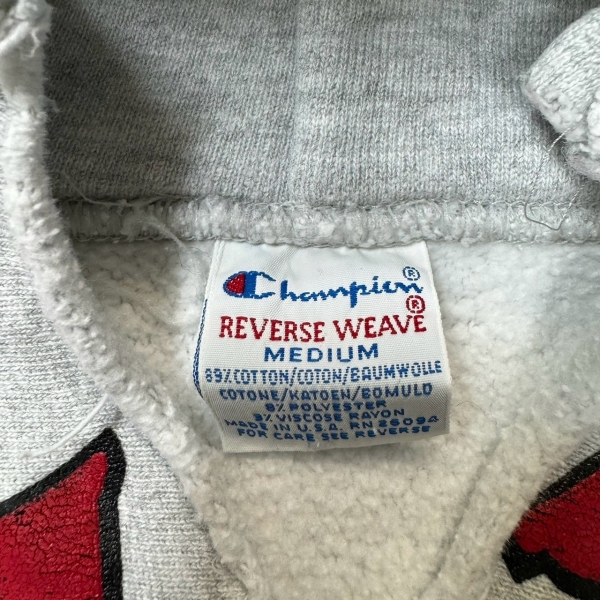 Champion®
REVERSE WEAVE®
MEDIUM
89% COTTON/COTON/BAUMWOLLE
COTONE/KATOEN/BOMULD
8% POLYESTER
3% VISCOSE RAYON
MADE IN U.S.A. RN 26094
FOR CARE SEE REVERSE